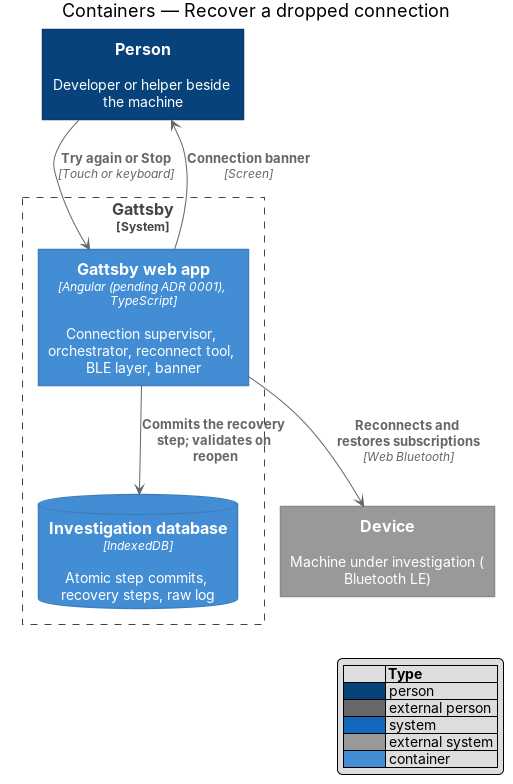 Containers — Recover a dropped connection
Person
Developer or helper beside
the machine
Try again or Stop
[Touch or keyboard]
Connection banner
[Screen]
Gattsby
[System]
Gattsby web app
[Angular (pending ADR 0001),
TypeScript]
Connection supervisor,
orchestrator, reconnect tool,
BLE layer, banner
Commits the recovery
step; validates on
reopen
Reconnects and
restores subscriptions
[Web Bluetooth]
Investigation database
[IndexedDB]
Atomic step commits,
recovery steps, raw log
Device
Machine under investigation (
Bluetooth LE)
Type
person
external person
system
external system
container